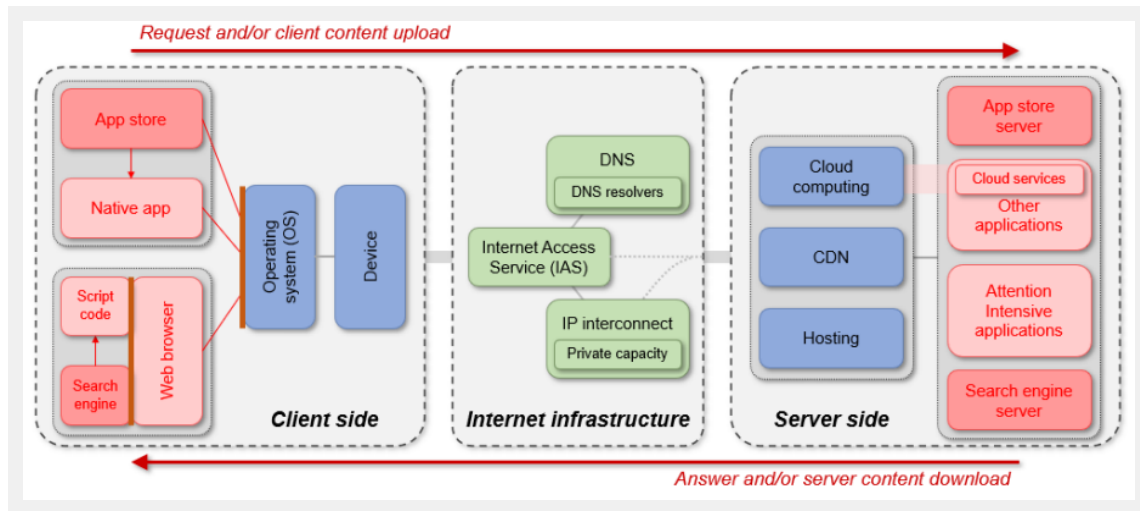 Request and/or client content upload
App store
Native app
Script
code
Search
engine
Web browser
Operating
system (OS)
Device
Client side
DNS
DNS resolvers
Internet Access
Service (IAS)
IP interconnect
Private capacity
Internet infrastructure
Cloud
computing
CDN
Hosting
Server side
App store
server
Cloud services
Other
applications
Attention
Intensive
applications
Search engine
server
Answer and/or server content download